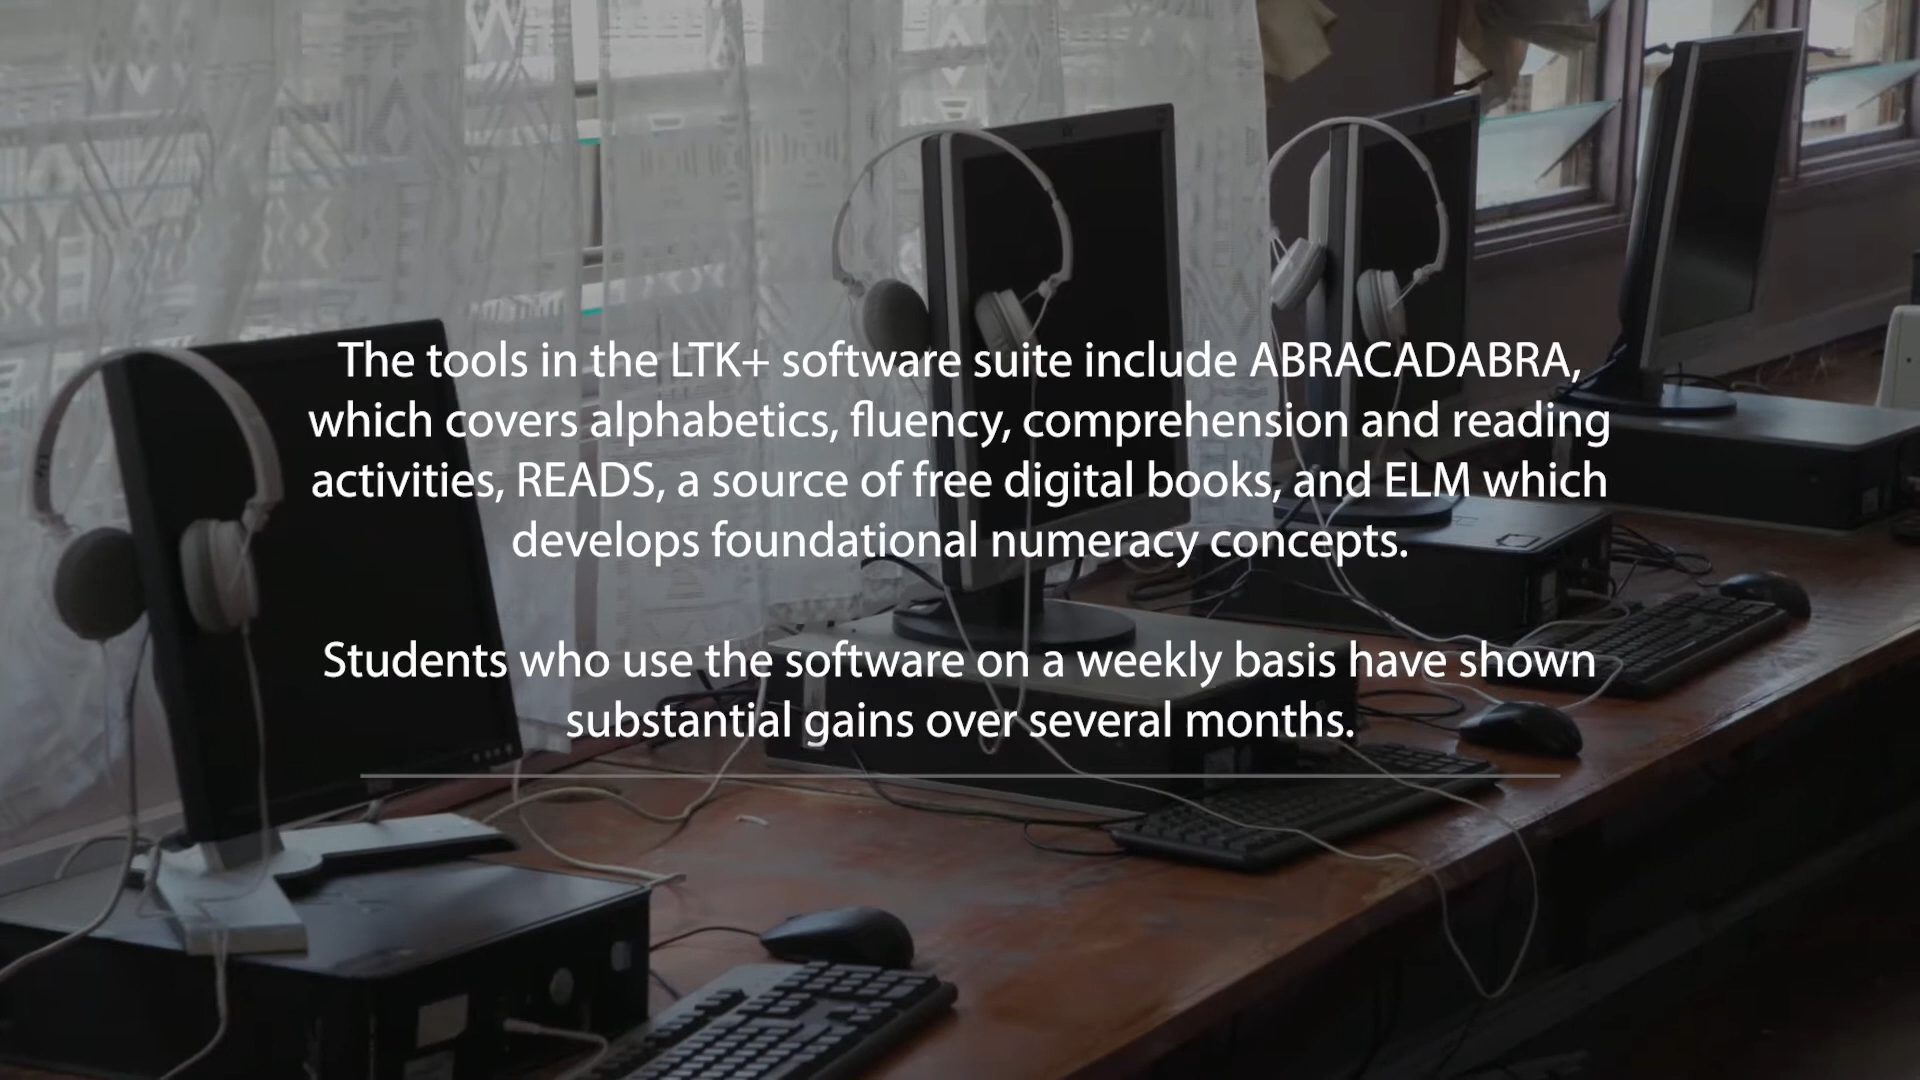 The tools in the LTK+ software suite include ABRACADABRA,
which covers alphabetics, fluency, comprehension and reading
activities, READS, a source of free digital books, and ELM which
develops foundational numeracy concepts.
Students who use the software on a weekly basis have shown
substantial gains over several months.